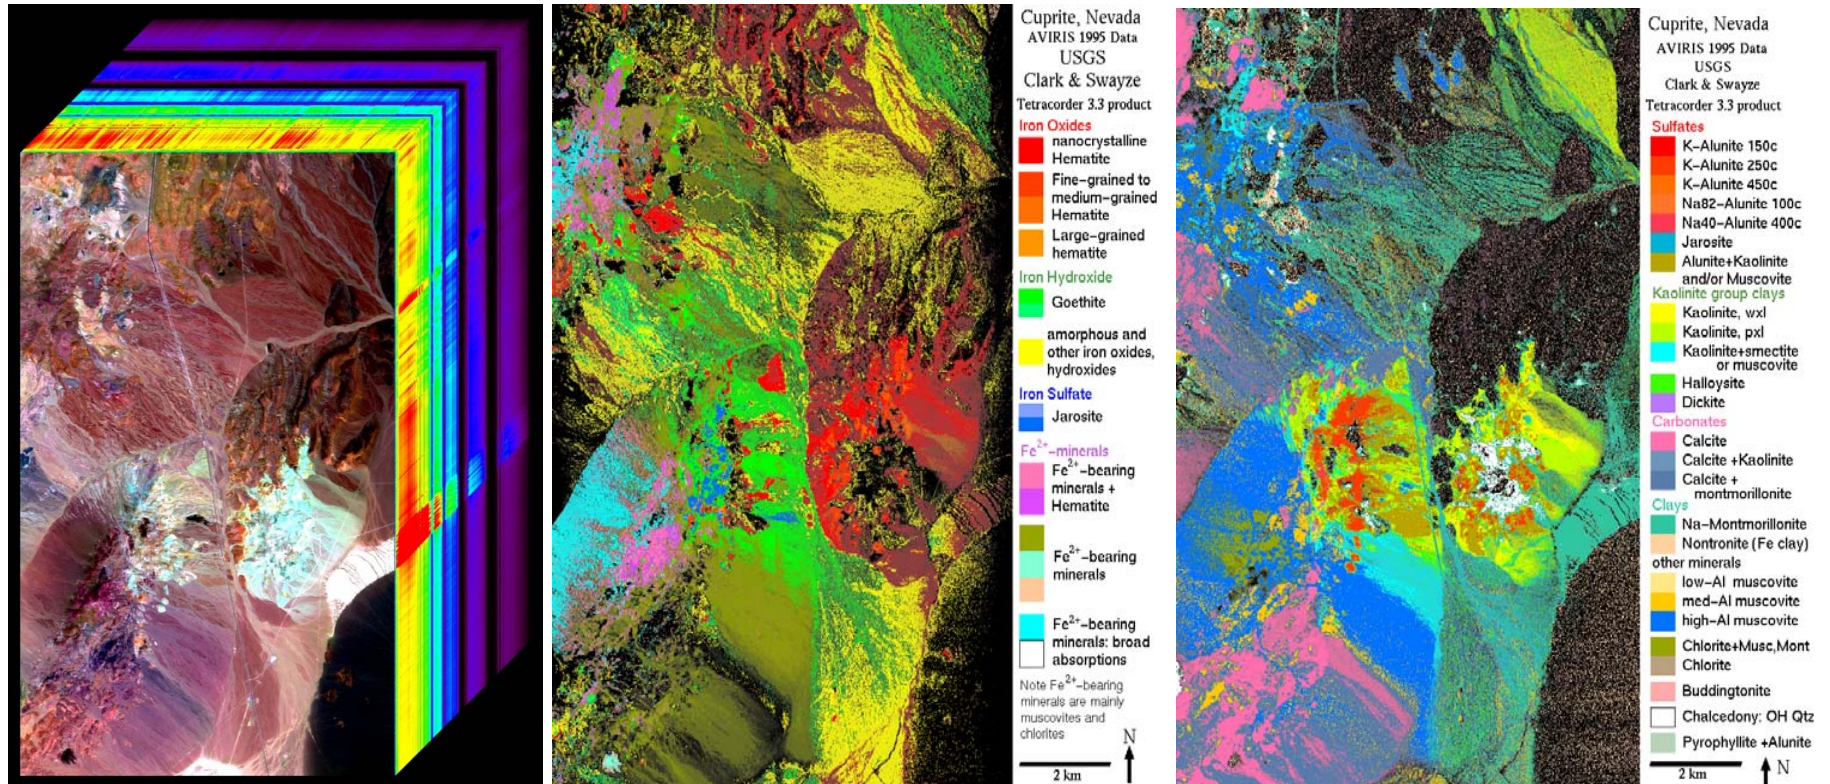 Cuprite, Nevada
AVIRIS 1995 Data
USGS
Clark & Swayze
Tetracorder 3.3 product
Iron Oxides
nanocrystalline
Hematite
Fine-grained to
medium-grained
Hematite
Large-grained
hematite
Iron Hydroxide
Goethite
amorphous and
other iron oxides,
hydroxides
Iron Sulfate
Jarosite
Fe²⁺-minerals
Fe²⁺-bearing
minerals +
Hematite
Fe²⁺-bearing
minerals
Fe²⁺-bearing
minerals: broad
absorptions
Note Fe²⁺-bearing
minerals are mainly
muscovites and
chlorites
N
2 km
Cuprite, Nevada
AVIRIS 1995 Data
USGS
Clark & Swayze
Tetracorder 3.3 product
Sulfates
K-Alunite 150c
K-Alunite 250c
K-Alunite 450c
Na82-Alunite 100c
Na40-Alunite 400c
Jarosite
Alunite+Kaolinite
and/or Muscovite
Kaolinite group clays
Kaolinite, wxl
Kaolinite, pxl
Kaolinite+smectite
or muscovite
Halloysite
Dickite
Carbonates
Calcite
Calcite +Kaolinite
Calcite +
montmorillonite
Clays
Na-Montmorillonite
Nontronite (Fe clay)
other minerals
low-Al muscovite
med-Al muscovite
high-Al muscovite
Chlorite+Musc,Mont
Chlorite
Buddingtonite
Chalcedony: OH Qtz
Pyrophyllite +Alunite
2 km
N